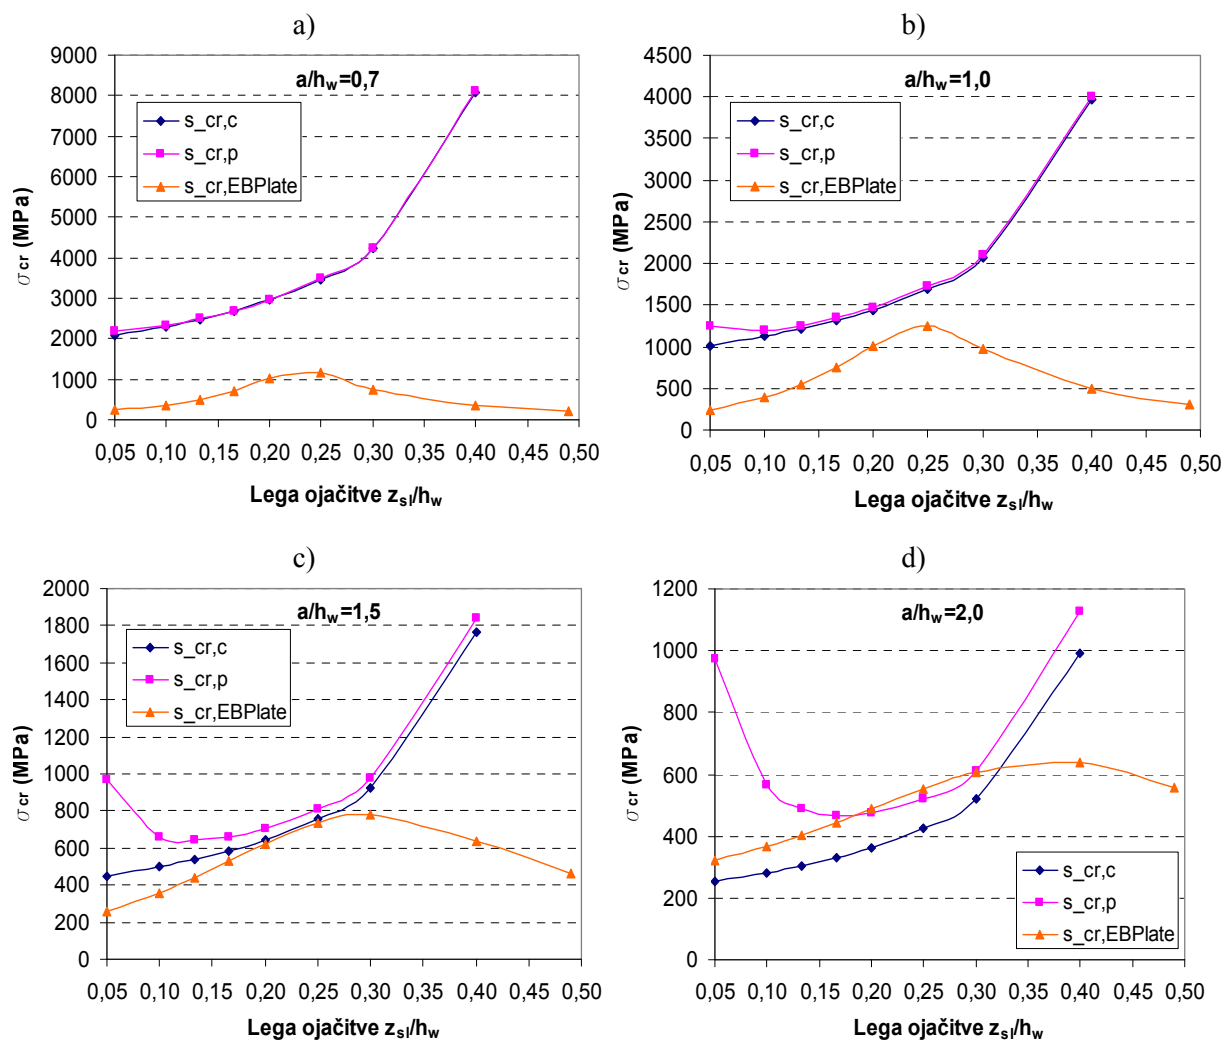 a)
a/hw=0,7
s_cr,c
s_cr,p
s_cr,EBPlate
9000
8000
7000
6000
5000
4000
3000
2000
1000
0
σcr (MPa)
0,05 0,10 0,15 0,20 0,25 0,30 0,35 0,40 0,45 0,50
Lega ojačitve zsl/hw
b)
a/hw=1,0
s_cr,c
s_cr,p
s_cr,EBPlate
4500
4000
3500
3000
2500
2000
1500
1000
500
0
σcr (MPa)
0,05 0,10 0,15 0,20 0,25 0,30 0,35 0,40 0,45 0,50
Lega ojačitve zsl/hw
c)
a/hw=1,5
s_cr,c
s_cr,p
s_cr,EBPlate
2000
1800
1600
1400
1200
1000
800
600
400
200
0
σcr (MPa)
0,05 0,10 0,15 0,20 0,25 0,30 0,35 0,40 0,45 0,50
Lega ojačitve zsl/hw
d)
a/hw=2,0
1200
1000
800
600
400
200
0
σcr (MPa)
s_cr,c
s_cr,p
s_cr,EBPlate
0,05 0,10 0,15 0,20 0,25 0,30 0,35 0,40 0,45 0,50
Lega ojačitve zsl/hw